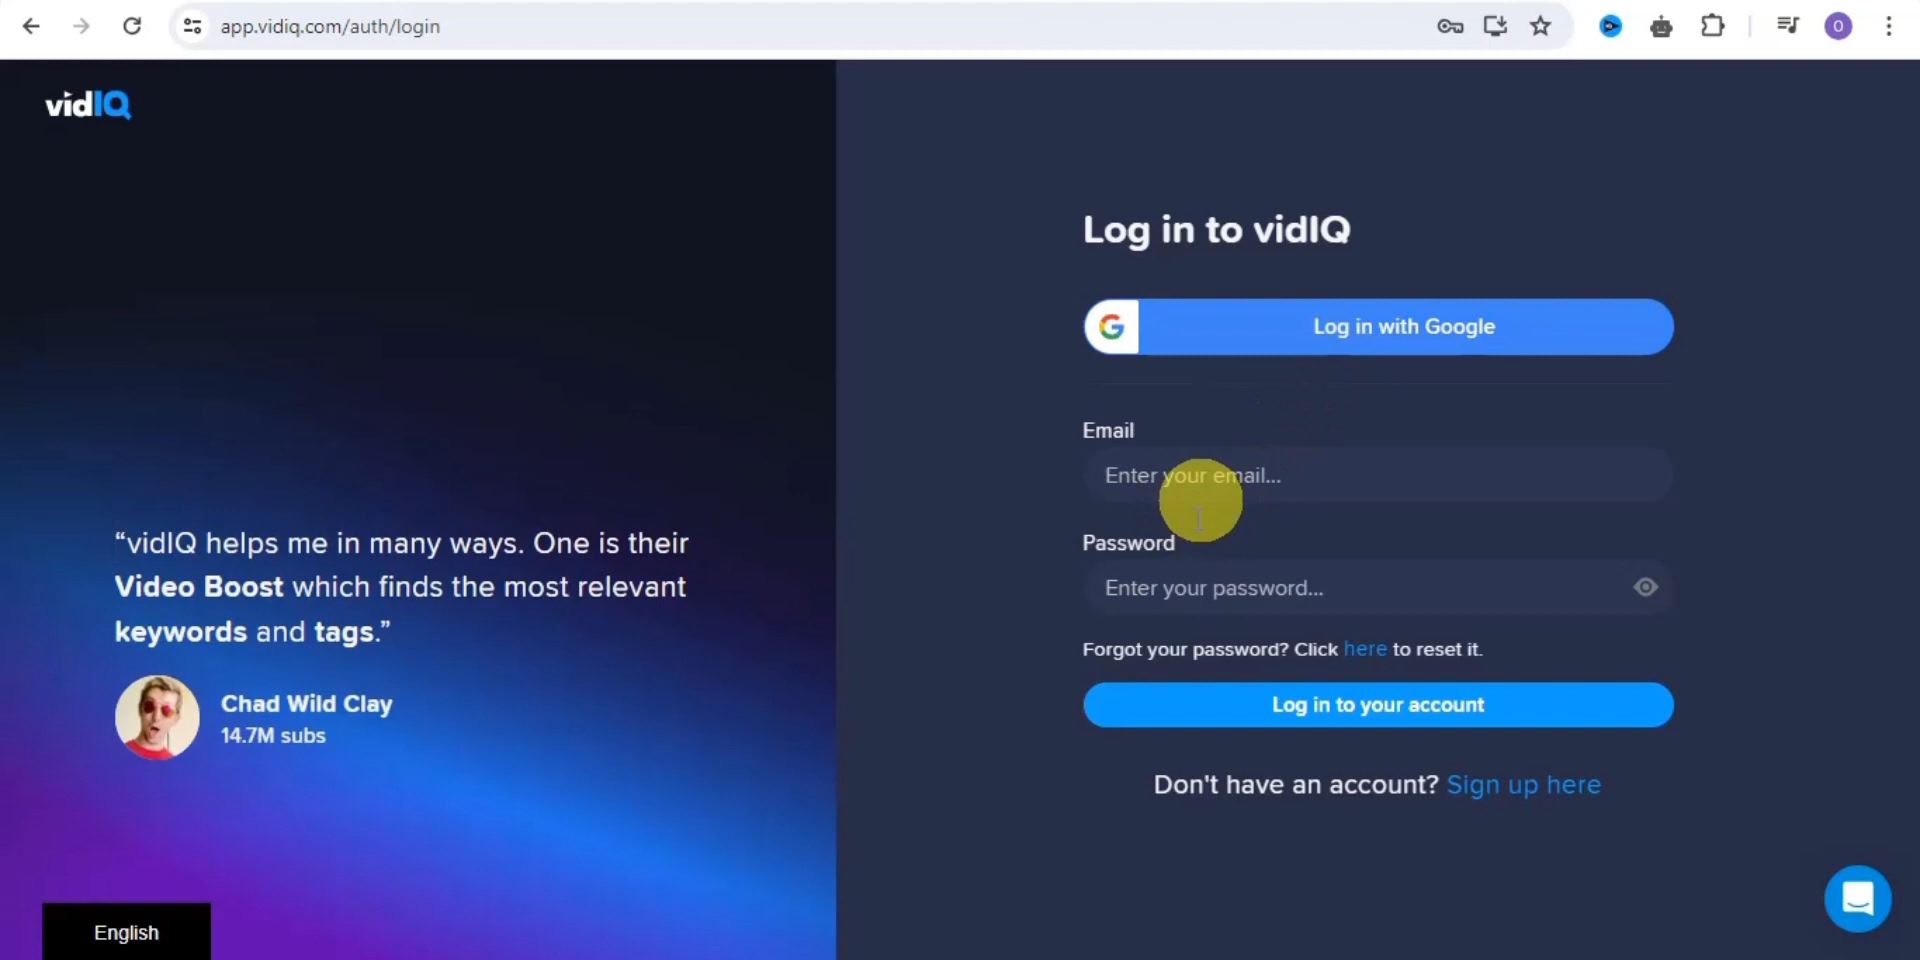 app.vidiq.com/auth/login
O
vidIQ
Log in to vidIQ
G
Log in with Google
Email
Enter your email...
Password
Enter your password...
Forgot your password? Click here to reset it.
Log in to your account
Don't have an account? Sign up here
“vidIQ helps me in many ways. One is their
Video Boost which finds the most relevant
keywords and tags.”
Chad Wild Clay
14.7M subs
English